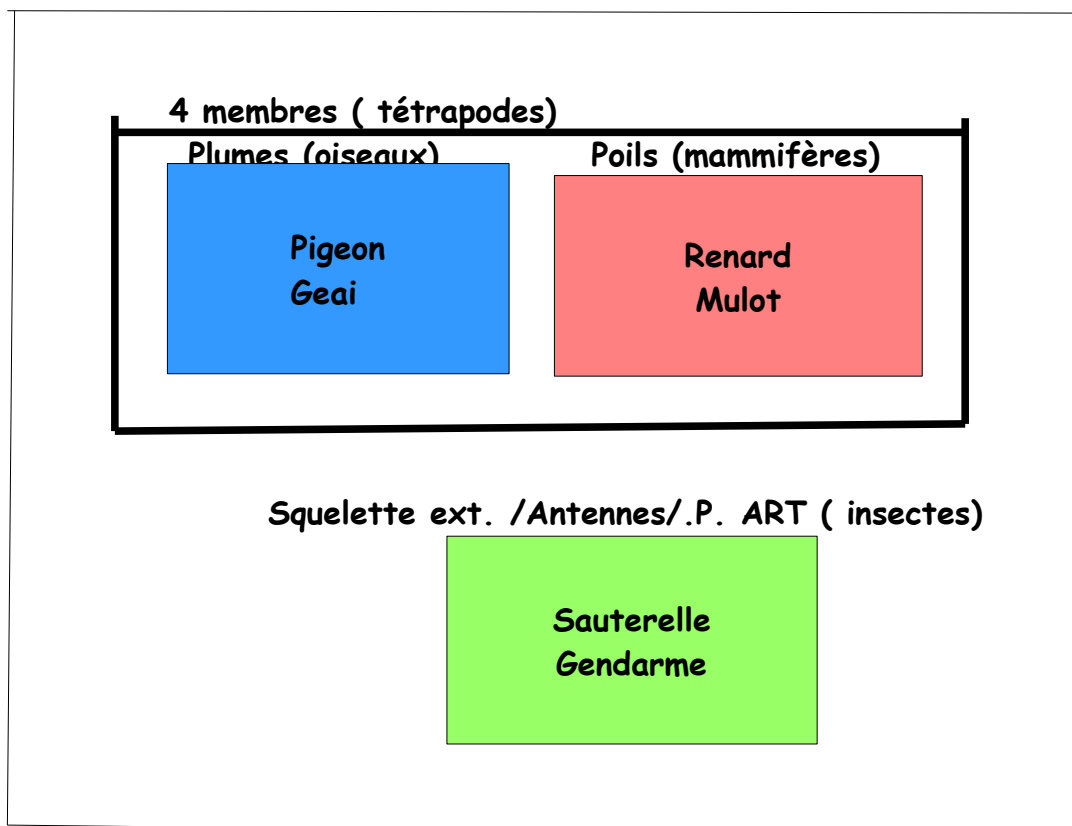 4 membres ( tétrapodes)
Plumes (oiseaux)
Poils (mammifères)
Pigeon
Geai
Renard
Mulot
Squelette ext. /Antennes/.P. ART ( insectes)
Sauterelle
Gendarme